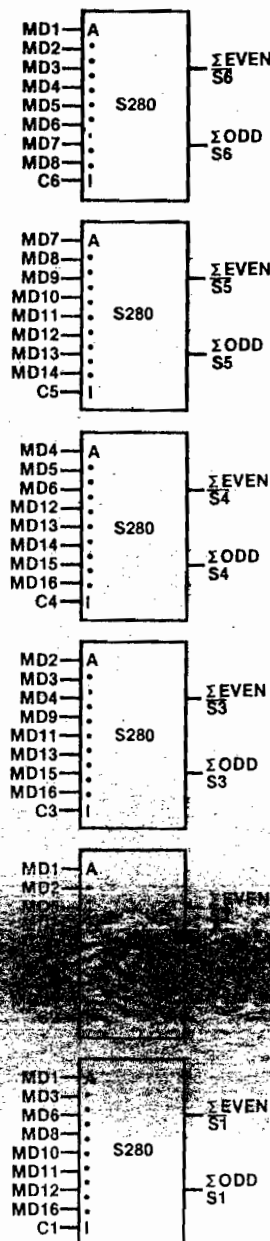 MD1 A
MD2
MD3 ΣEVEN
MD4 S6
MD5 S280
MD6
MD7 ΣODD
MD8 S6
C6 I
MD7 A
MD8
MD9 ΣEVEN
MD10 S5
MD11 S280
MD12
MD13 ΣODD
MD14 S5
C5 I
MD4 A
MD5
MD6 ΣEVEN
MD12 S4
MD13 S280
MD14
MD15 ΣODD
MD16 S4
C4 I
MD2 A
MD3
MD4 ΣEVEN
MD9 S3
MD11 S280
MD13
MD15 ΣODD
MD16 S3
C3 I
MD1 A
MD2
ΣEVEN
MD1 A
MD3
MD6 ΣEVEN
MD8 S1
MD10 S280
MD11
MD12 ΣODD
MD16 S1
C1 I